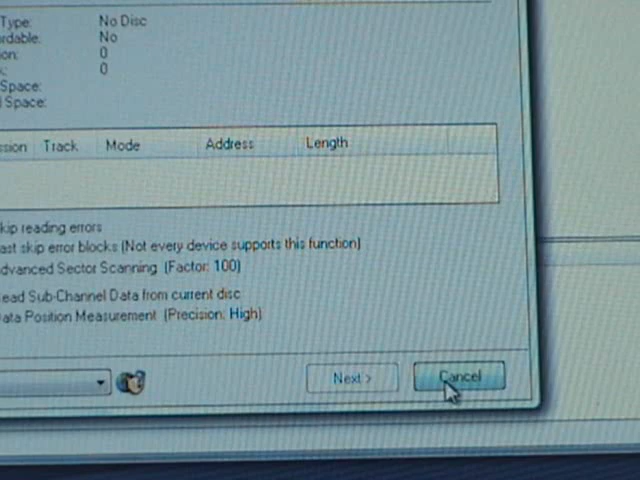 Type: No Disc
No
0
0
Space:
Space:
Track Mode Address Length
kip reading errors
ast skip error blocks (Not every device supports this function)
dvanced Sector Scanning (Factor: 100)
ead Sub-Channel Data from current disc
ata Position Measurement (Precision: High)
Next > Cancel